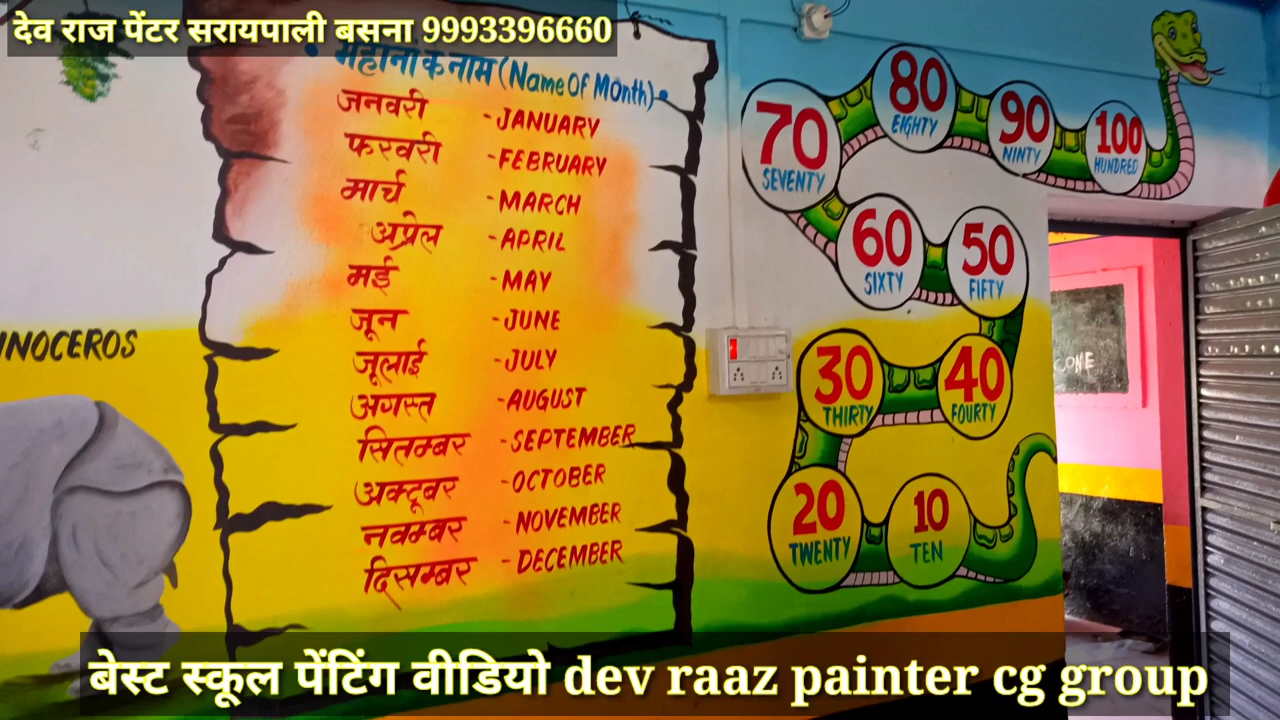 देव राज पेंटर सरायपाली बसना 9993396660
• महीनों के नाम (Name Of Month) •
जनवरी - JANUARY
फरवरी - FEBRUARY
मार्च - MARCH
अप्रेल - APRIL
मई - MAY
जून - JUNE
जूलाई - JULY
अगस्त - AUGUST
सितम्बर - SEPTEMBER
अक्टूबर - OCTOBER
नवम्बर - NOVEMBER
दिसम्बर - DECEMBER
INOCEROS
70 SEVENTY
80 EIGHTY
90 NINTY
100 HUNDRED
60 SIXTY
50 FIFTY
30 THIRTY
40 FOURTY
20 TWENTY
10 TEN
बेस्ट स्कूल पेंटिंग वीडियो dev raaz painter cg group